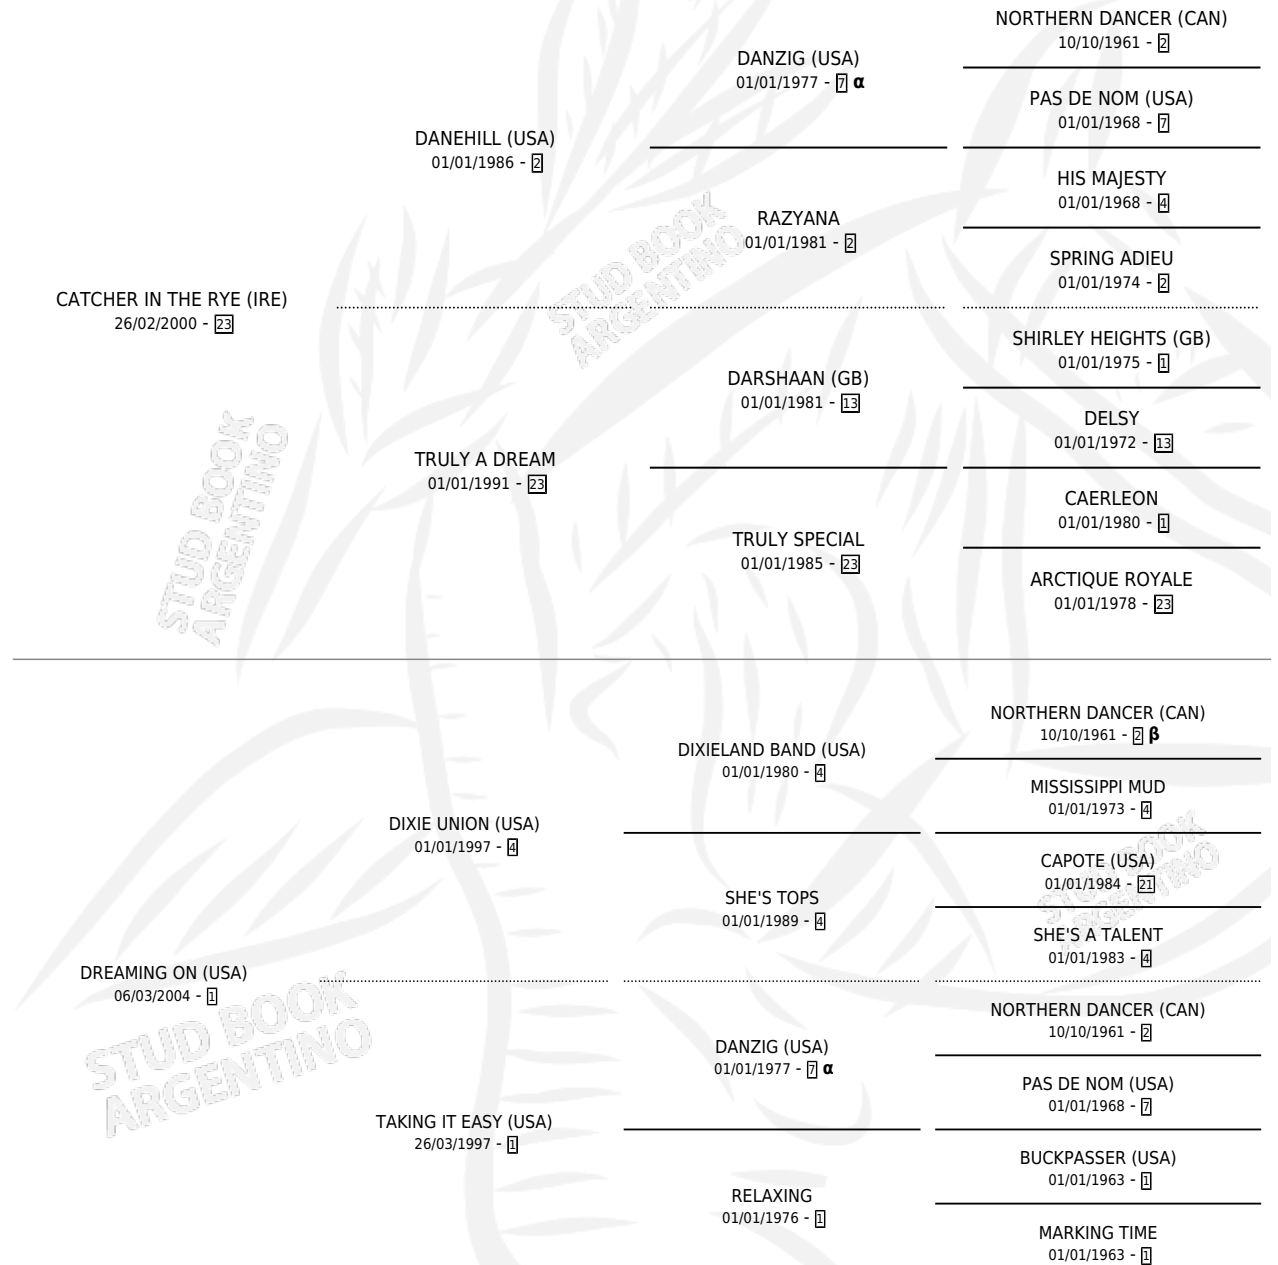 NORTHERN DANCER (CAN)
10/10/1961 - 2
DANZIG (USA)
01/01/1977 - 7 α
PAS DE NOM (USA)
01/01/1968 - 7
DANEHILL (USA)
01/01/1986 - 2
HIS MAJESTY
01/01/1968 - 4
RAZYANA
01/01/1981 - 2
SPRING ADIEU
01/01/1974 - 2
STUD BOOK
ARGENTINO
CATCHER IN THE RYE (IRE)
26/02/2000 - 23
SHIRLEY HEIGHTS (GB)
01/01/1975 - 1
DARSHAAN (GB)
01/01/1981 - 13
DELSY
01/01/1972 - 13
TRULY A DREAM
01/01/1991 - 23
CAERLEON
01/01/1980 - 1
TRULY SPECIAL
01/01/1985 - 23
ARCTIQUE ROYALE
01/01/1978 - 23
STUD BOOK
ARGENTINO
NORTHERN DANCER (CAN)
10/10/1961 - 2 β
DIXIELAND BAND (USA)
01/01/1980 - 4
MISSISSIPPI MUD
01/01/1973 - 4
DIXIE UNION (USA)
01/01/1997 - 4
CAPOTE (USA)
01/01/1984 - 21
SHE'S TOPS
01/01/1989 - 4
SHE'S A TALENT
01/01/1983 - 4
STUD BOOK
ARGENTINO
DREAMING ON (USA)
06/03/2004 - 1
NORTHERN DANCER (CAN)
10/10/1961 - 2
DANZIG (USA)
01/01/1977 - 7 α
PAS DE NOM (USA)
01/01/1968 - 7
TAKING IT EASY (USA)
26/03/1997 - 1
BUCKPASSER (USA)
01/01/1963 - 1
RELAXING
01/01/1976 - 1
MARKING TIME
01/01/1963 - 1
STUD BOOK
ARGENTINO